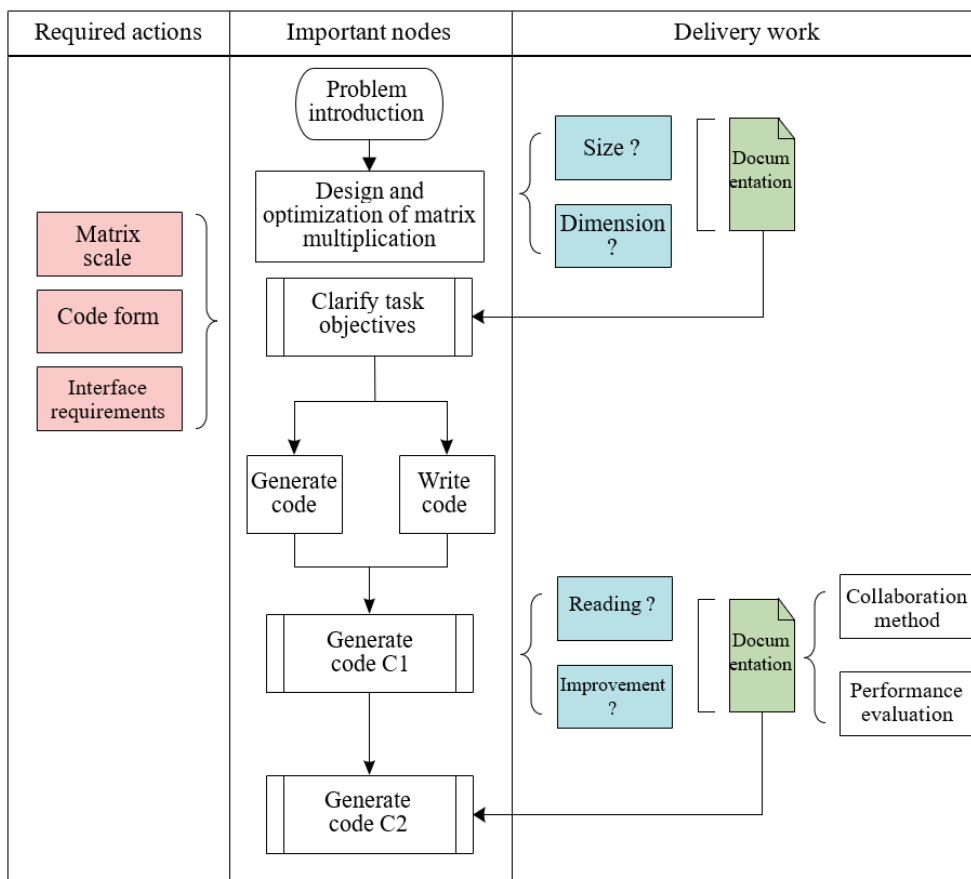 Required actions
Important nodes
Delivery work
Problem
introduction
Design and
optimization of matrix
multiplication
Size ?
Dimension
?
Docum
entation
Matrix
scale
Code form
Interface
requirements
Clarify task
objectives
Generate
code
Write
code
Generate
code C1
Reading ?
Improvement
?
Docum
entation
Collaboration
method
Performance
evaluation
Generate
code C2